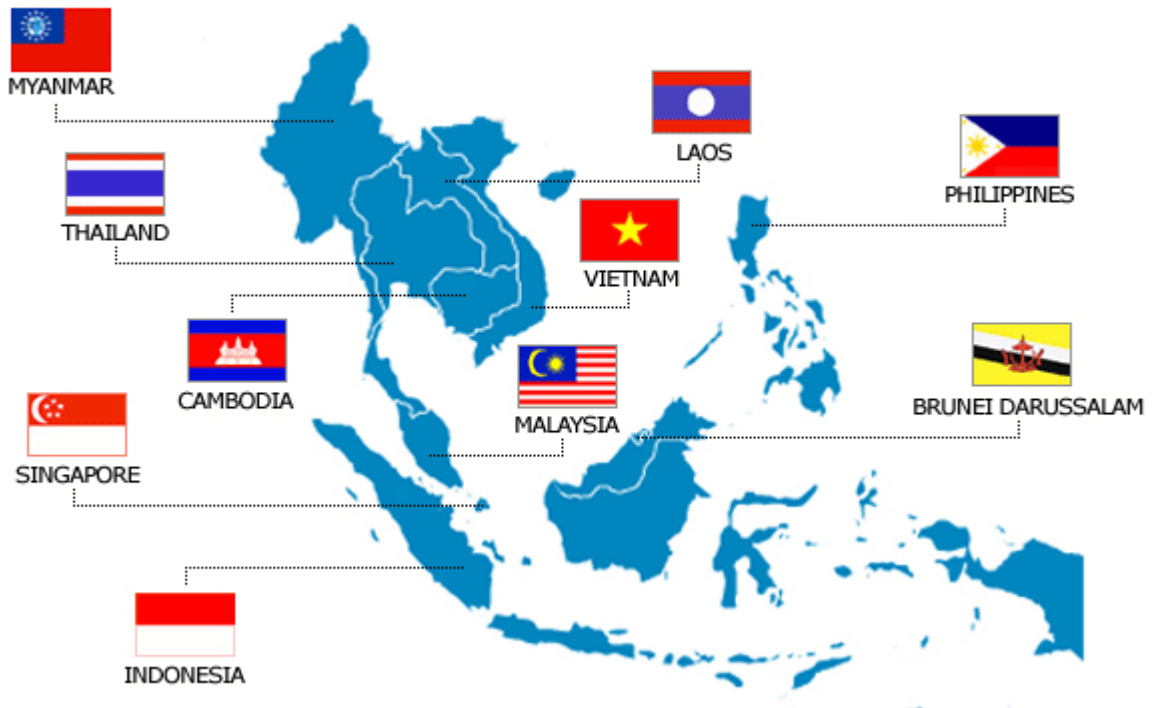 MYANMAR
LAOS
PHILIPPINES
THAILAND
VIETNAM
CAMBODIA
MALAYSIA
BRUNEI DARUSSALAM
SINGAPORE
INDONESIA